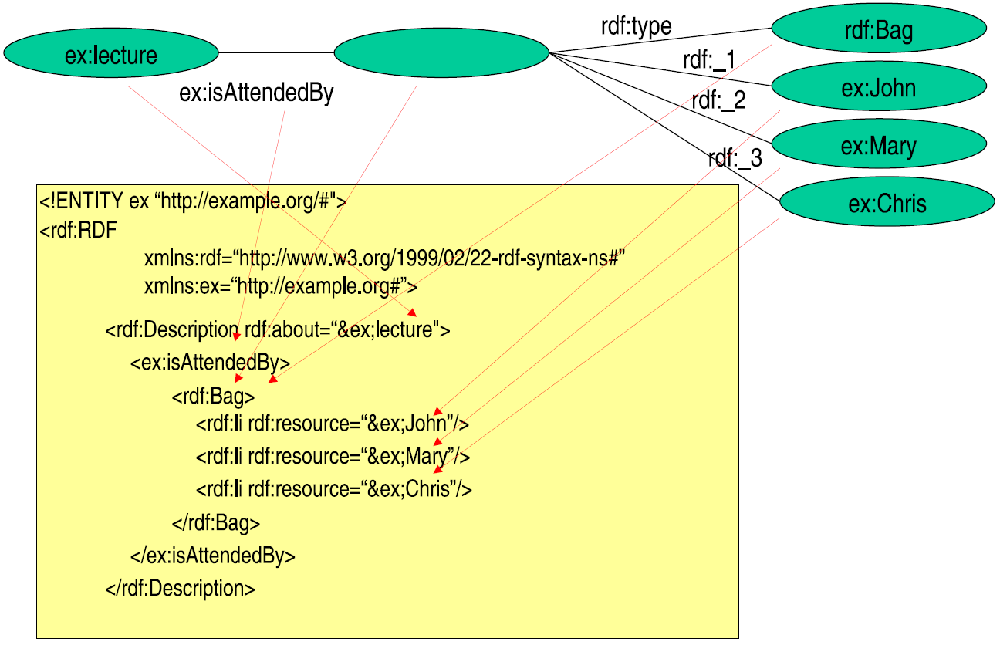 rdf:type
rdf:Bag
ex:lecture
rdf:_1
ex:John
ex:isAttendedBy
rdf:_2
ex:Mary
rdf:_3
ex:Chris
<!ENTITY ex “http://example.org/#">
<rdf:RDF
xmlns:rdf=“http://www.w3.org/1999/02/22-rdf-syntax-ns#”
xmlns:ex=“http://example.org#”>
<rdf:Description rdf:about=“&ex;lecture">
<ex:isAttendedBy>
<rdf:Bag>
<rdf:li rdf:resource=“&ex;John”/>
<rdf:li rdf:resource=“&ex;Mary”/>
<rdf:li rdf:resource=“&ex;Chris”/>
</rdf:Bag>
</ex:isAttendedBy>
</rdf:Description>